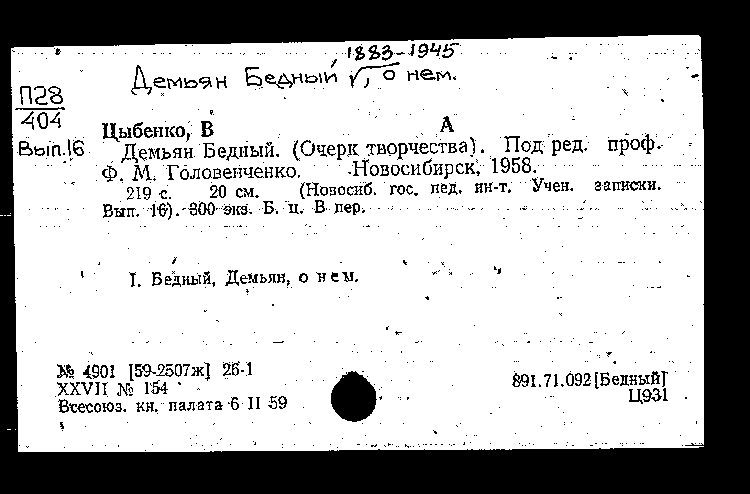 1883-1945
Демьян Бедный √, о нем.
П28
404
Вып.16
Цыбенко, В А
Демьян Бедный. (Очерк творчества). Под ред. проф.
Ф. М. Головенченко. Новосибирск, 1958.
219 с. 20 см. (Новосиб. гос. пед. ин-т. Учен. записки.
Вып. 16). 800 экз. Б. ц. В пер.
I. Бедный, Демьян, о нем.
№ 4901 [59-2507ж] 26-1
XXVII № 154
Всесоюз. кн. палата 6 II 59
891.71.092[Бедный]
Ц931